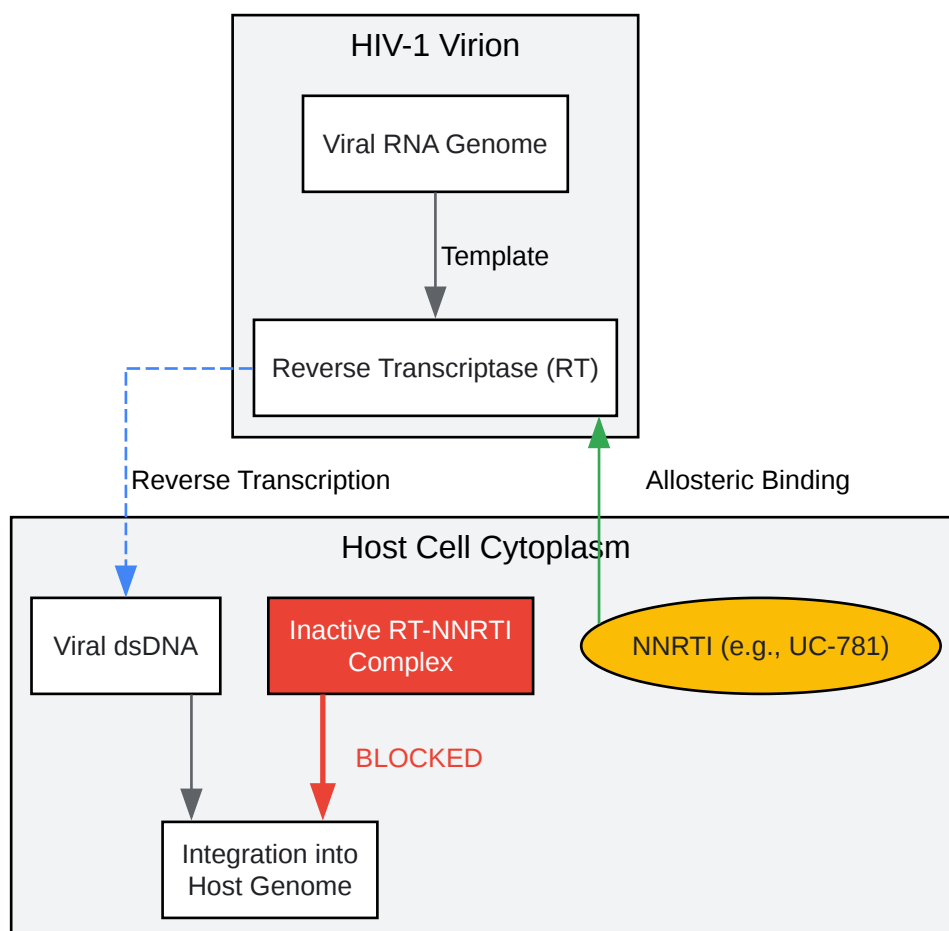 HIV-1 Virion
Viral RNA Genome
Template
Reverse Transcriptase (RT)
Reverse Transcription
Allosteric Binding
Host Cell Cytoplasm
Viral dsDNA
Inactive RT-NNRTI
Complex
NNRTI (e.g., UC-781)
BLOCKED
Integration into
Host Genome